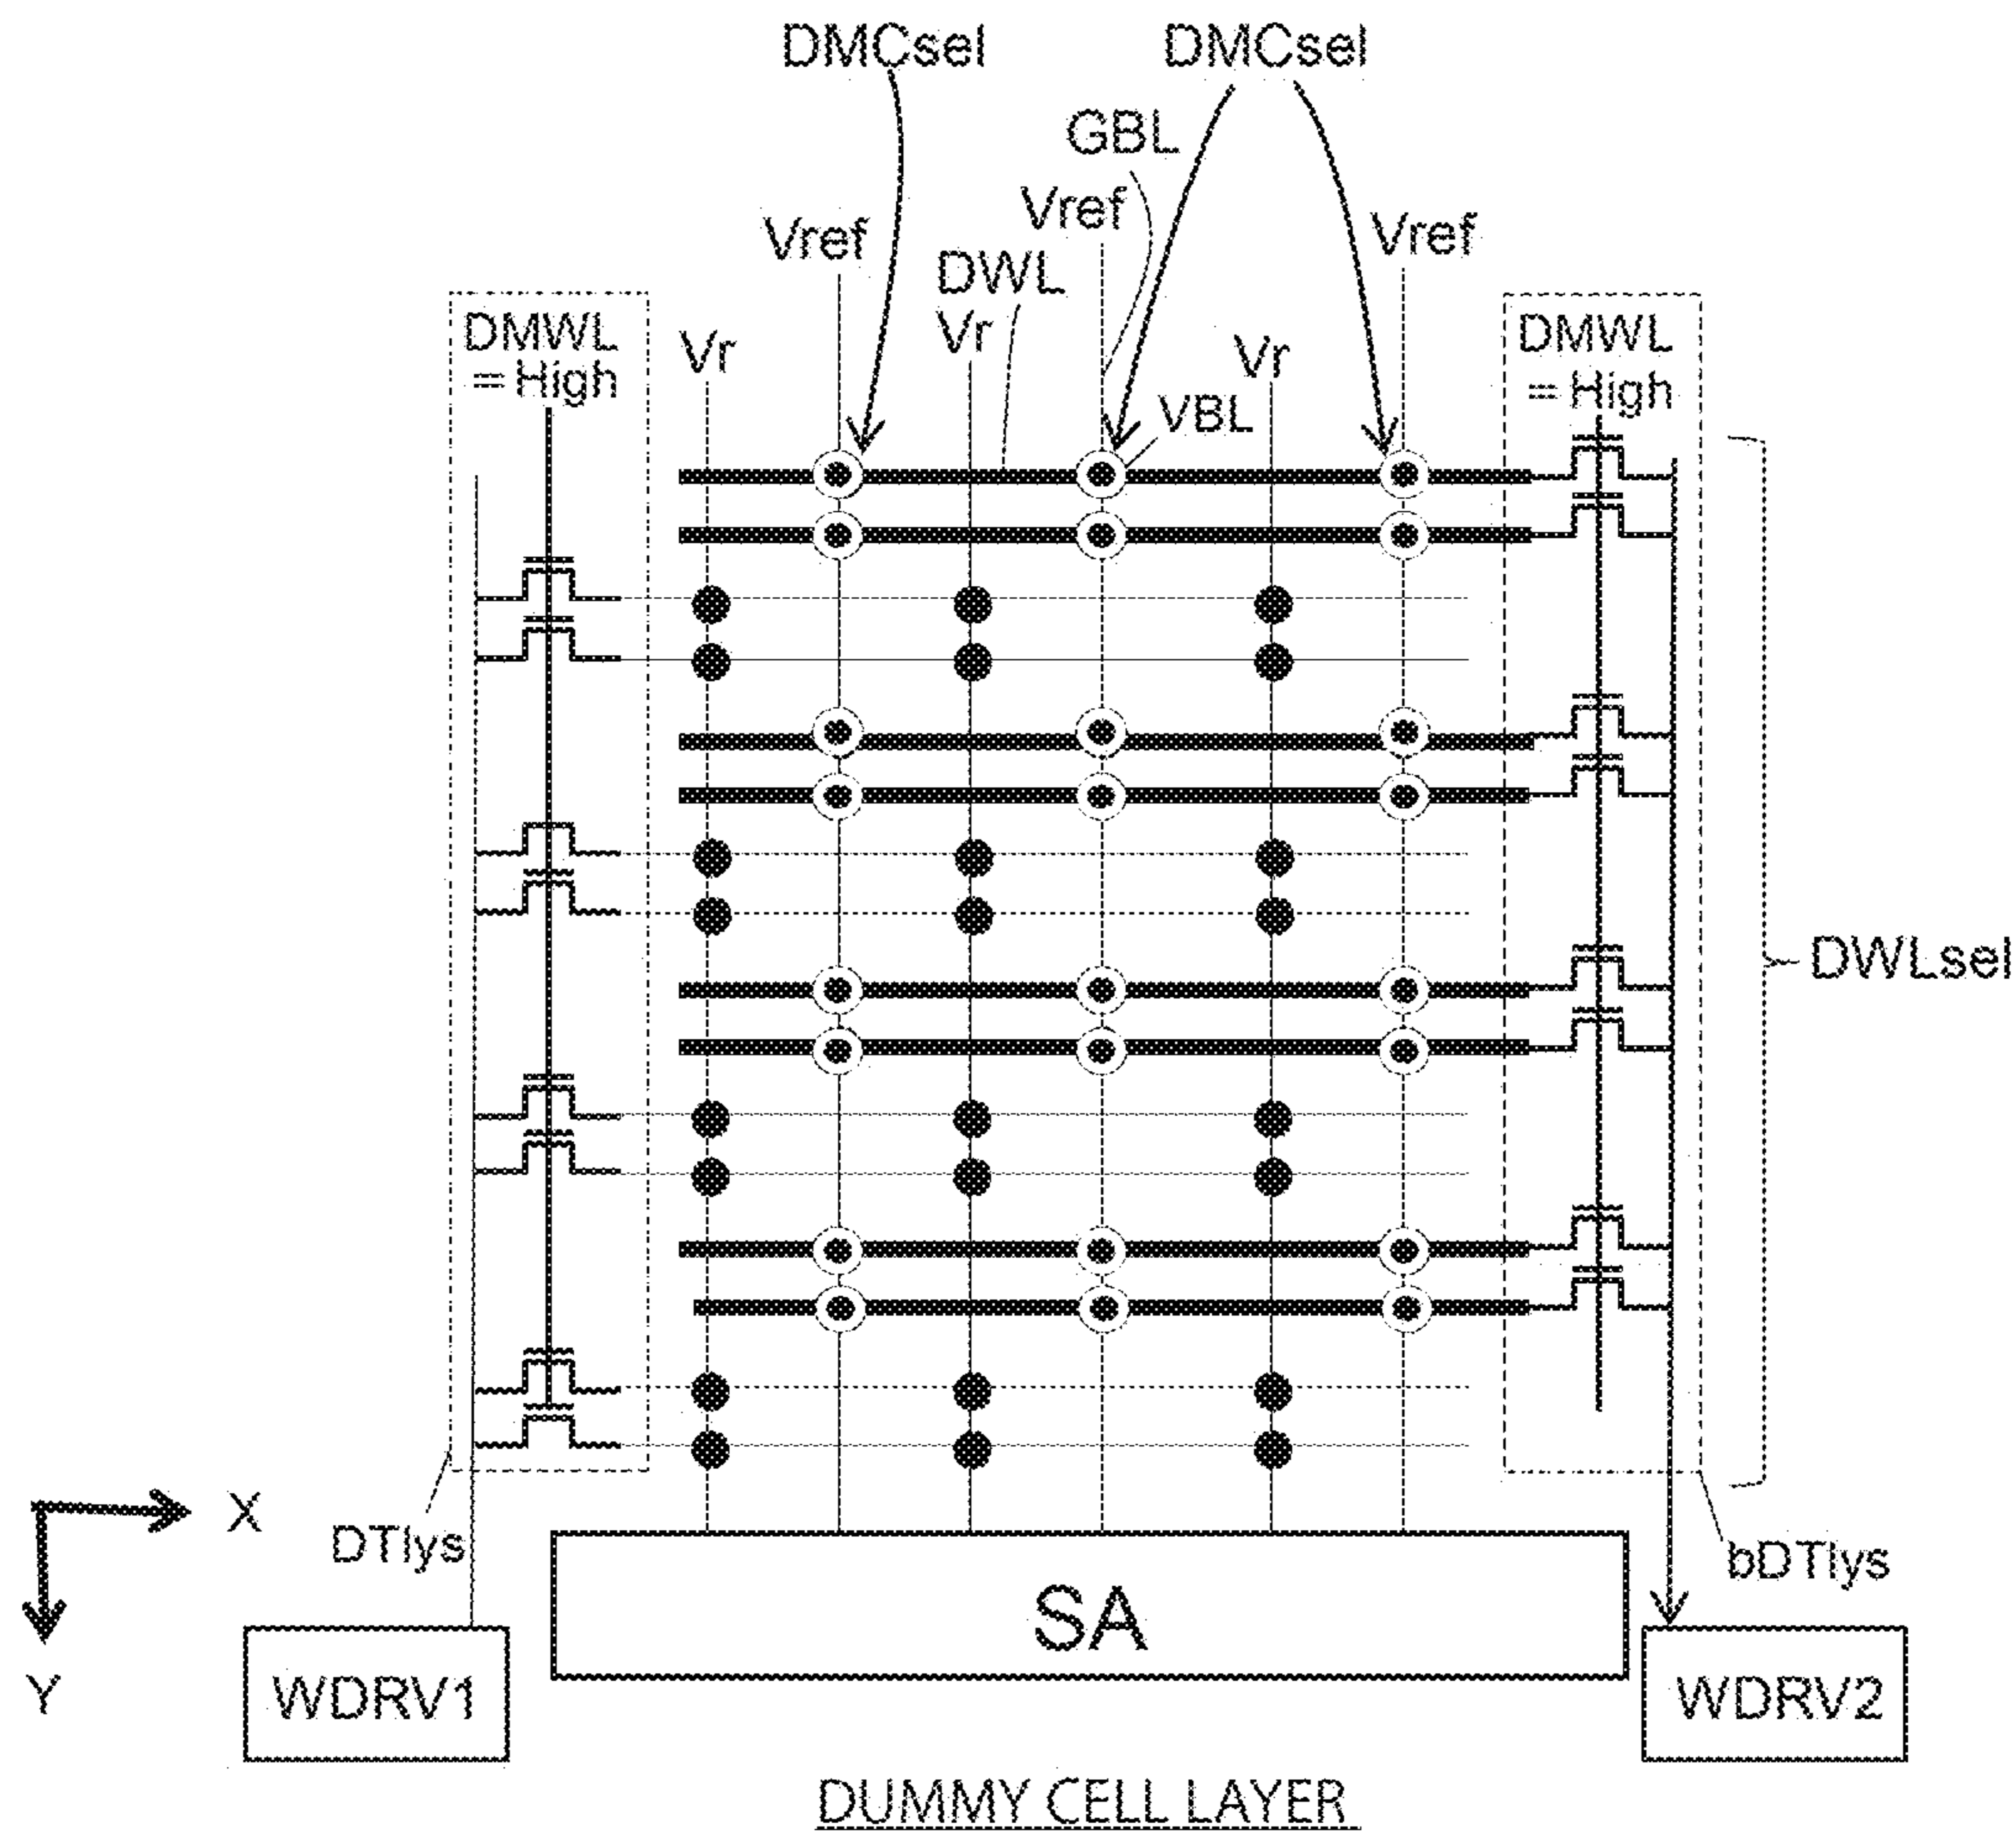 DMCsel DMCsel
GBL
Vref Vref Vref
DWL
DMWL
= High
Vr Vr Vr
DMWL
= High
VBL
DWLsel
X
Y
DTlys
bDTlys
SA
WDRV1
WDRV2
DUMMY CELL LAYER